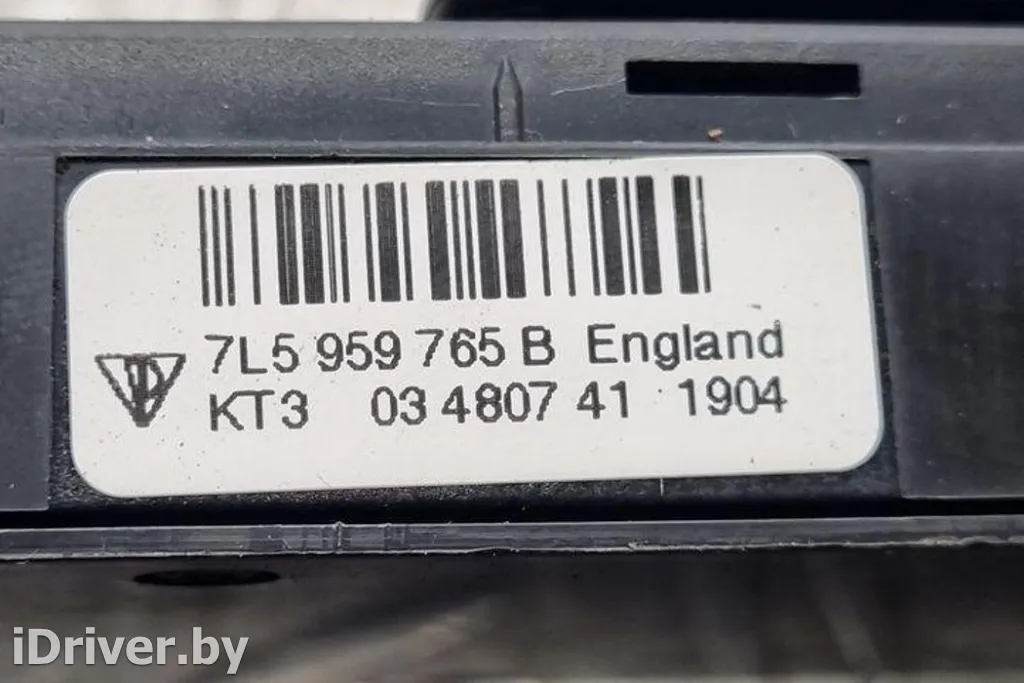 7L5 959 765 B England
KT3 03 4807 41 1904
iDriver.by